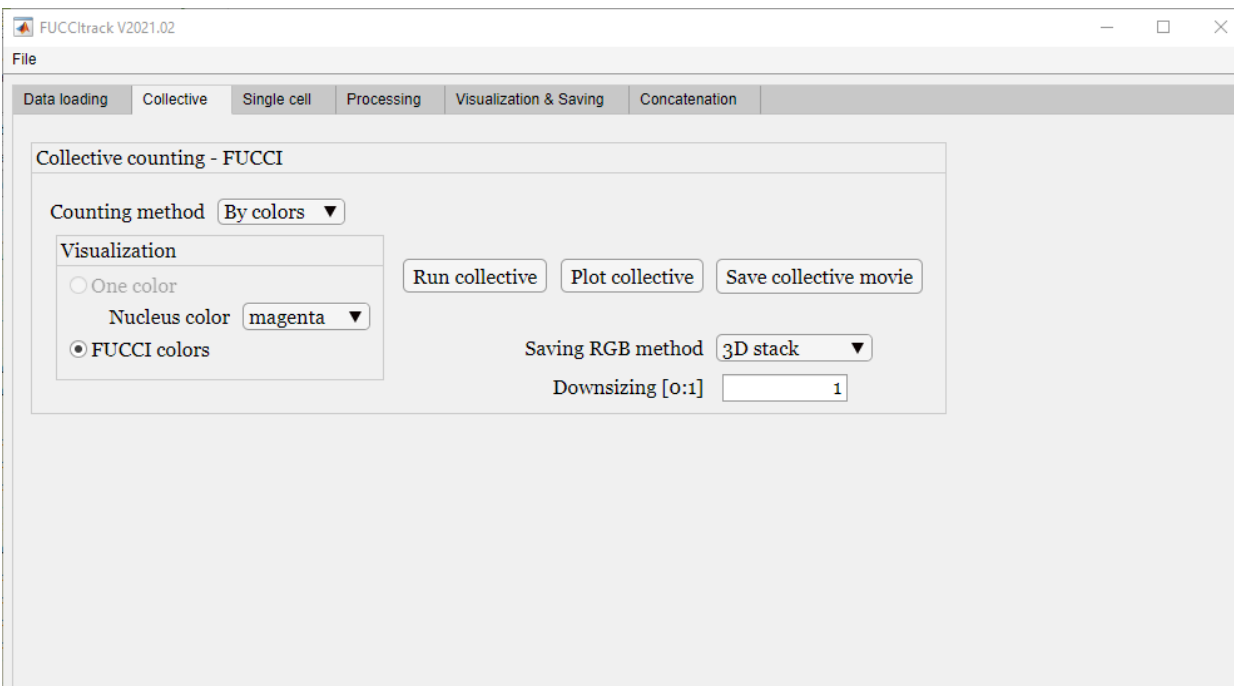 FUCCItrack V2021.02
File
Data loading Collective Single cell Processing Visualization & Saving Concatenation
Collective counting - FUCCI
Counting method By colors
Visualization
One color
Nucleus color magenta
FUCCI colors
Run collective Plot collective Save collective movie
Saving RGB method 3D stack
Downsizing [0:1] 1